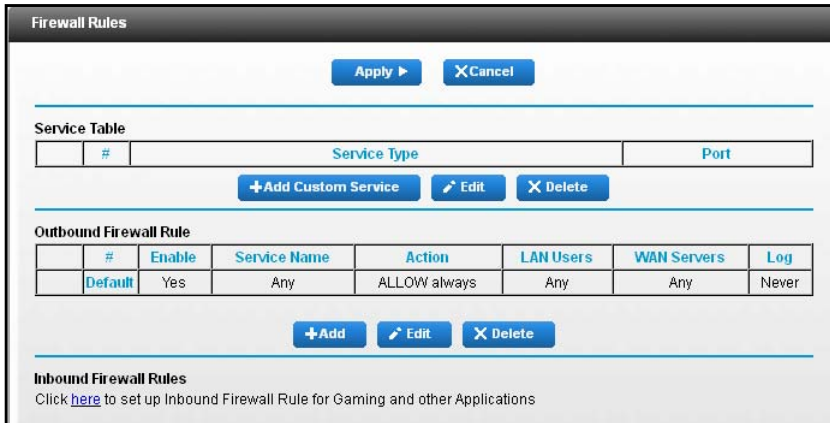 Firewall Rules
Apply ▶ XCancel
Service Table
# Service Type Port
+Add Custom Service Edit X Delete
Outbound Firewall Rule
# Enable Service Name Action LAN Users WAN Servers Log
Default Yes Any ALLOW always Any Any Never
+Add Edit X Delete
Inbound Firewall Rules
Click here to set up Inbound Firewall Rule for Gaming and other Applications